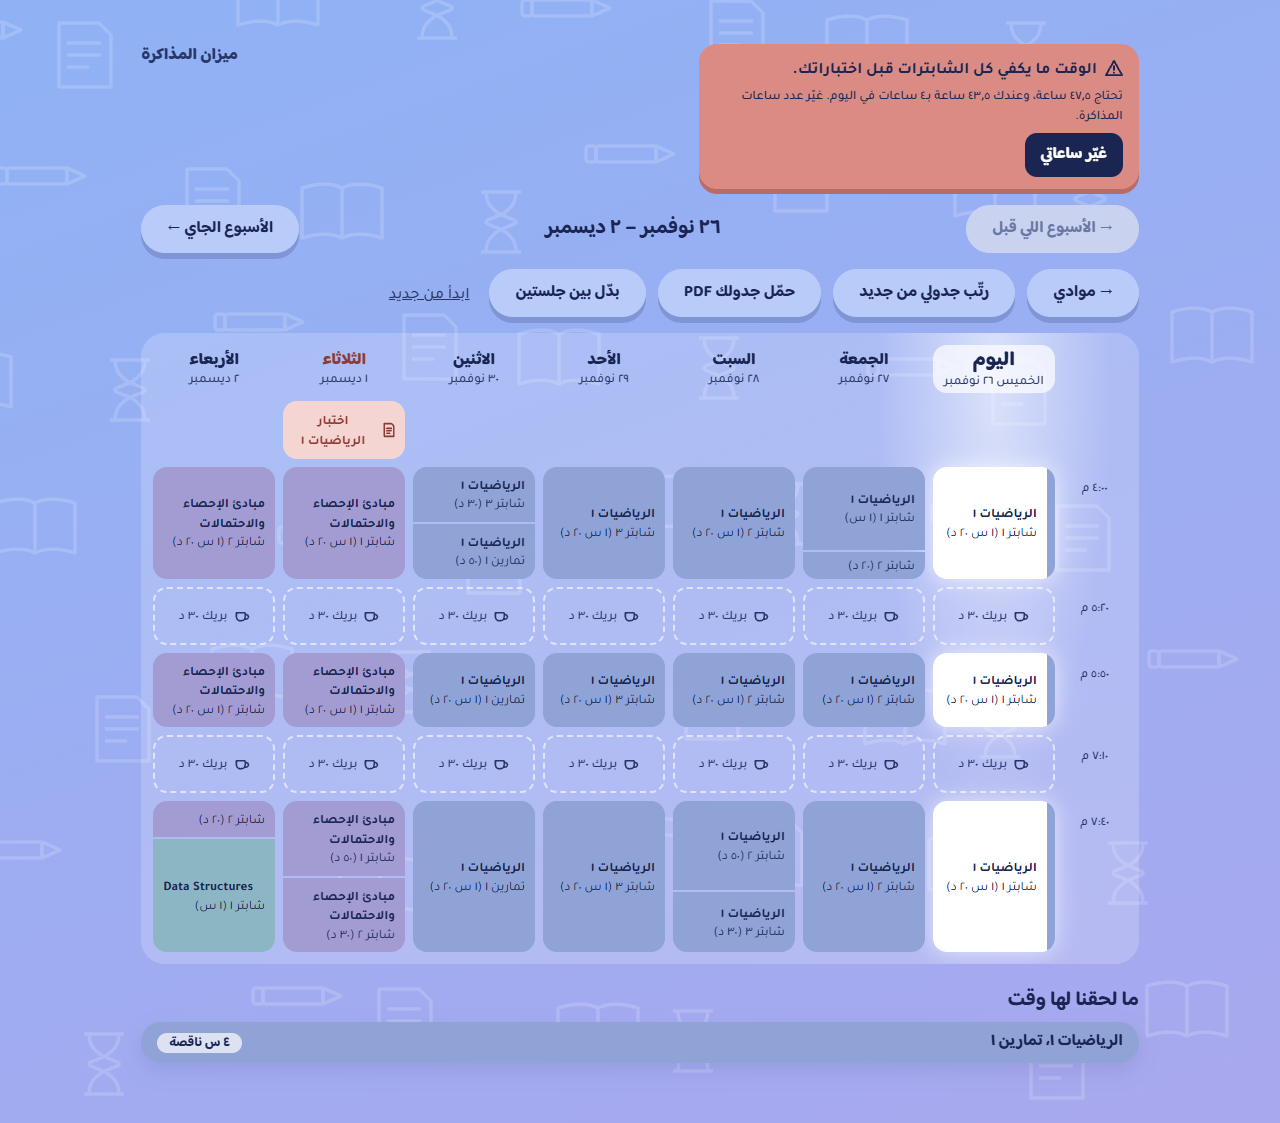 ميزان المذاكرة
الوقت ما يكفي كل الشابترات قبل اختباراتك.
تحتاج ٤٧٫٥ ساعة، وعندك ٤٣٫٥ ساعة بـ٤ ساعات في اليوم. غيّر عدد ساعات
المذاكرة.
غيّر ساعاتي
→ الأسبوع اللي قبل
٢٦ نوفمبر – ٢ ديسمبر
الأسبوع الجاي ←
→ موادي
رتّب جدولي من جديد
حمّل جدولك PDF
بدّل بين جلستين
ابدأ من جديد
اليوم
الخميس ٢٦ نوفمبر
الجمعة
٢٧ نوفمبر
السبت
٢٨ نوفمبر
الأحد
٢٩ نوفمبر
الاثنين
٣٠ نوفمبر
الثلاثاء
١ ديسمبر
الأربعاء
٢ ديسمبر
اختبار
الرياضيات ١
٤:٠٠ م
الرياضيات ١
شابتر ١ (١ س ٢٠ د)
الرياضيات ١
شابتر ١ (١ س)
شابتر ٢ (٢٠ د)
الرياضيات ١
شابتر ٢ (١ س ٢٠ د)
الرياضيات ١
شابتر ٣ (١ س ٢٠ د)
الرياضيات ١
شابتر ٣ (٣٠ د)
الرياضيات ١
تمارين ١ (٥٠ د)
مبادئ الإحصاء
والاحتمالات
شابتر ١ (١ س ٢٠ د)
مبادئ الإحصاء
والاحتمالات
شابتر ٢ (١ س ٢٠ د)
٥:٢٠ م
بريك ٣٠ د
بريك ٣٠ د
بريك ٣٠ د
بريك ٣٠ د
بريك ٣٠ د
بريك ٣٠ د
بريك ٣٠ د
٥:٥٠ م
الرياضيات ١
شابتر ١ (١ س ٢٠ د)
الرياضيات ١
شابتر ٢ (١ س ٢٠ د)
الرياضيات ١
شابتر ٢ (١ س ٢٠ د)
الرياضيات ١
شابتر ٣ (١ س ٢٠ د)
الرياضيات ١
تمارين ١ (١ س ٢٠ د)
مبادئ الإحصاء
والاحتمالات
شابتر ١ (١ س ٢٠ د)
مبادئ الإحصاء
والاحتمالات
شابتر ٢ (١ س ٢٠ د)
٧:١٠ م
بريك ٣٠ د
بريك ٣٠ د
بريك ٣٠ د
بريك ٣٠ د
بريك ٣٠ د
بريك ٣٠ د
بريك ٣٠ د
٧:٤٠ م
الرياضيات ١
شابتر ١ (١ س ٢٠ د)
الرياضيات ١
شابتر ٢ (١ س ٢٠ د)
الرياضيات ١
شابتر ٢ (٥٠ د)
الرياضيات ١
شابتر ٣ (٣٠ د)
الرياضيات ١
شابتر ٣ (١ س ٢٠ د)
الرياضيات ١
تمارين ١ (١ س ٢٠ د)
مبادئ الإحصاء
والاحتمالات
شابتر ١ (٥٠ د)
مبادئ الإحصاء
والاحتمالات
شابتر ٢ (٣٠ د)
شابتر ٢ (٢٠ د)
Data Structures
شابتر ١ (١ س)
ما لحقنا لها وقت
الرياضيات ١، تمارين ١
٤ س ناقصة